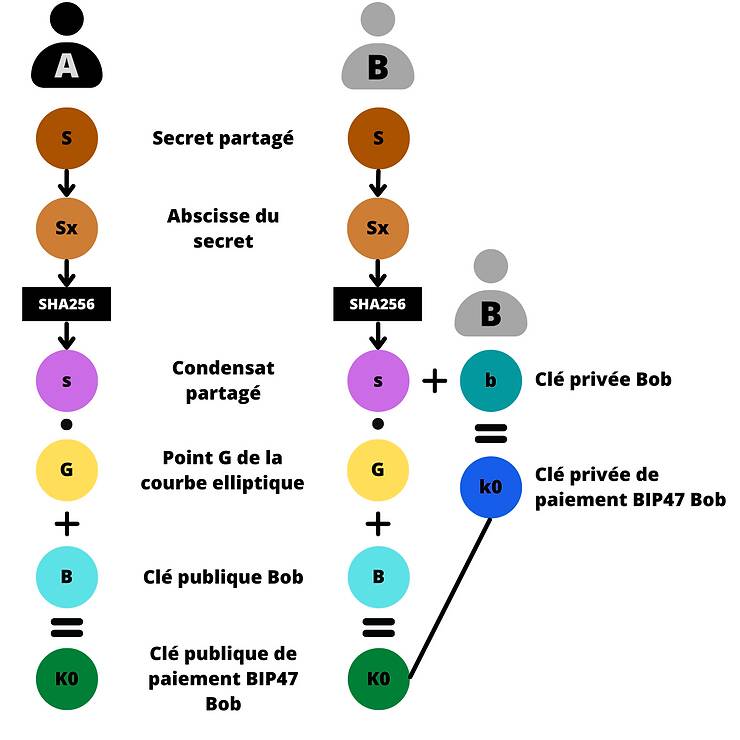 A
B
S
Secret partagé
S
Sx
Abscisse du
secret
Sx
SHA256
SHA256
B
s
Condensat
partagé
s
+
b
Clé privée Bob
=
G
Point G de la
courbe elliptique
G
k0
Clé privée de
paiement BIP47 Bob
+
+
B
Clé publique Bob
B
=
=
K0
Clé publique de
paiement BIP47
Bob
K0